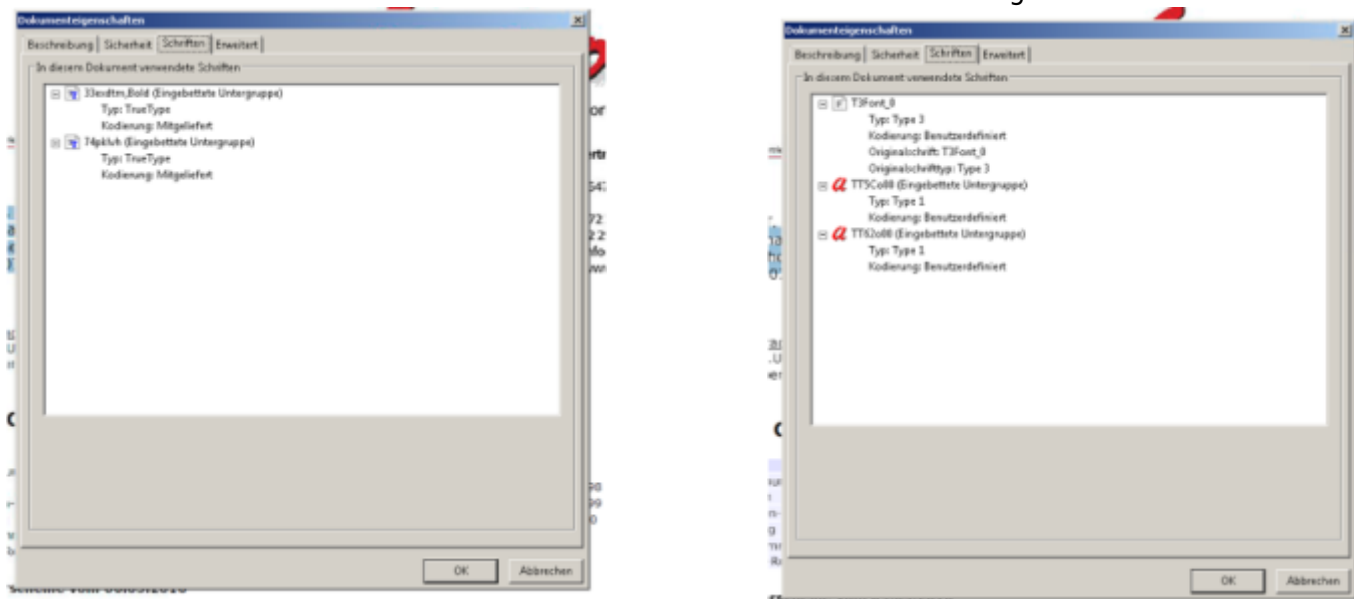 Dokumenteigenschaften
Beschreibung Sicherheit Schriften Erweitert
In diesem Dokument verwendete Schriften
33exdtm,Bold (Eingebettete Untergruppe)
Typ: TrueType
Kodierung: Mitgeliefert
74pklvh (Eingebettete Untergruppe)
Typ: TrueType
Kodierung: Mitgeliefert
OK Abbrechen
Dokumenteigenschaften
Beschreibung Sicherheit Schriften Erweitert
In diesem Dokument verwendete Schriften
T3Font_0
Typ: Type 3
Kodierung: Benutzerdefiniert
Originalschrift: T3Font_0
Originalschrifttyp: Type 3
TT5Co00 (Eingebettete Untergruppe)
Typ: Type 1
Kodierung: Benutzerdefiniert
TT62o00 (Eingebettete Untergruppe)
Typ: Type 1
Kodierung: Benutzerdefiniert
OK Abbrechen